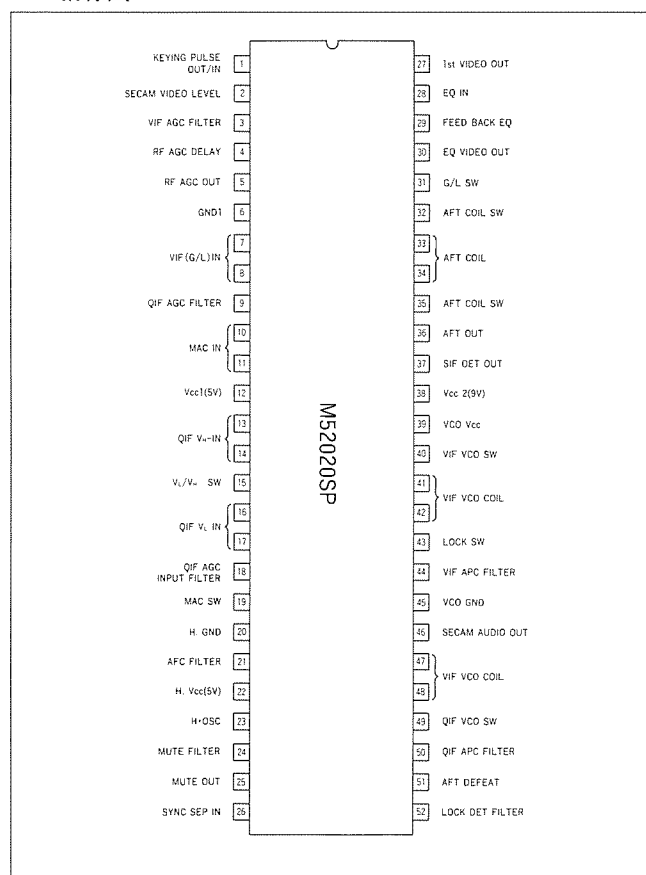 KEYING PULSE OUT/IN 1
SECAM VIDEO LEVEL 2
VIF AGC FILTER 3
RF AGC DELAY 4
RF AGC OUT 5
GND1 6
VIF(G/L)IN 7
8
QIF AGC FILTER 9
MAC IN 10
11
Vcc1(5V) 12
QIF VH-IN 13
14
VL/VH SW 15
QIF VL IN 16
17
QIF AGC INPUT FILTER 18
MAC SW 19
H. GND 20
AFC FILTER 21
H. Vcc(5V) 22
H•OSC 23
MUTE FILTER 24
MUTE OUT 25
SYNC SEP IN 26
M52020SP
27 1st VIDEO OUT
28 EQ IN
29 FEED BACK EQ
30 EQ VIDEO OUT
31 G/L SW
32 AFT COIL SW
33 AFT COIL
34
35 AFT COIL SW
36 AFT OUT
37 SIF DET OUT
38 Vcc 2(9V)
39 VCO Vcc
40 VIF VCO SW
41 VIF VCO COIL
42
43 LOCK SW
44 VIF APC FILTER
45 VCO GND
46 SECAM AUDIO OUT
47 VIF VCO COIL
48
49 QIF VCO SW
50 QIF APC FILTER
51 AFT DEFEAT
52 LOCK DET FILTER